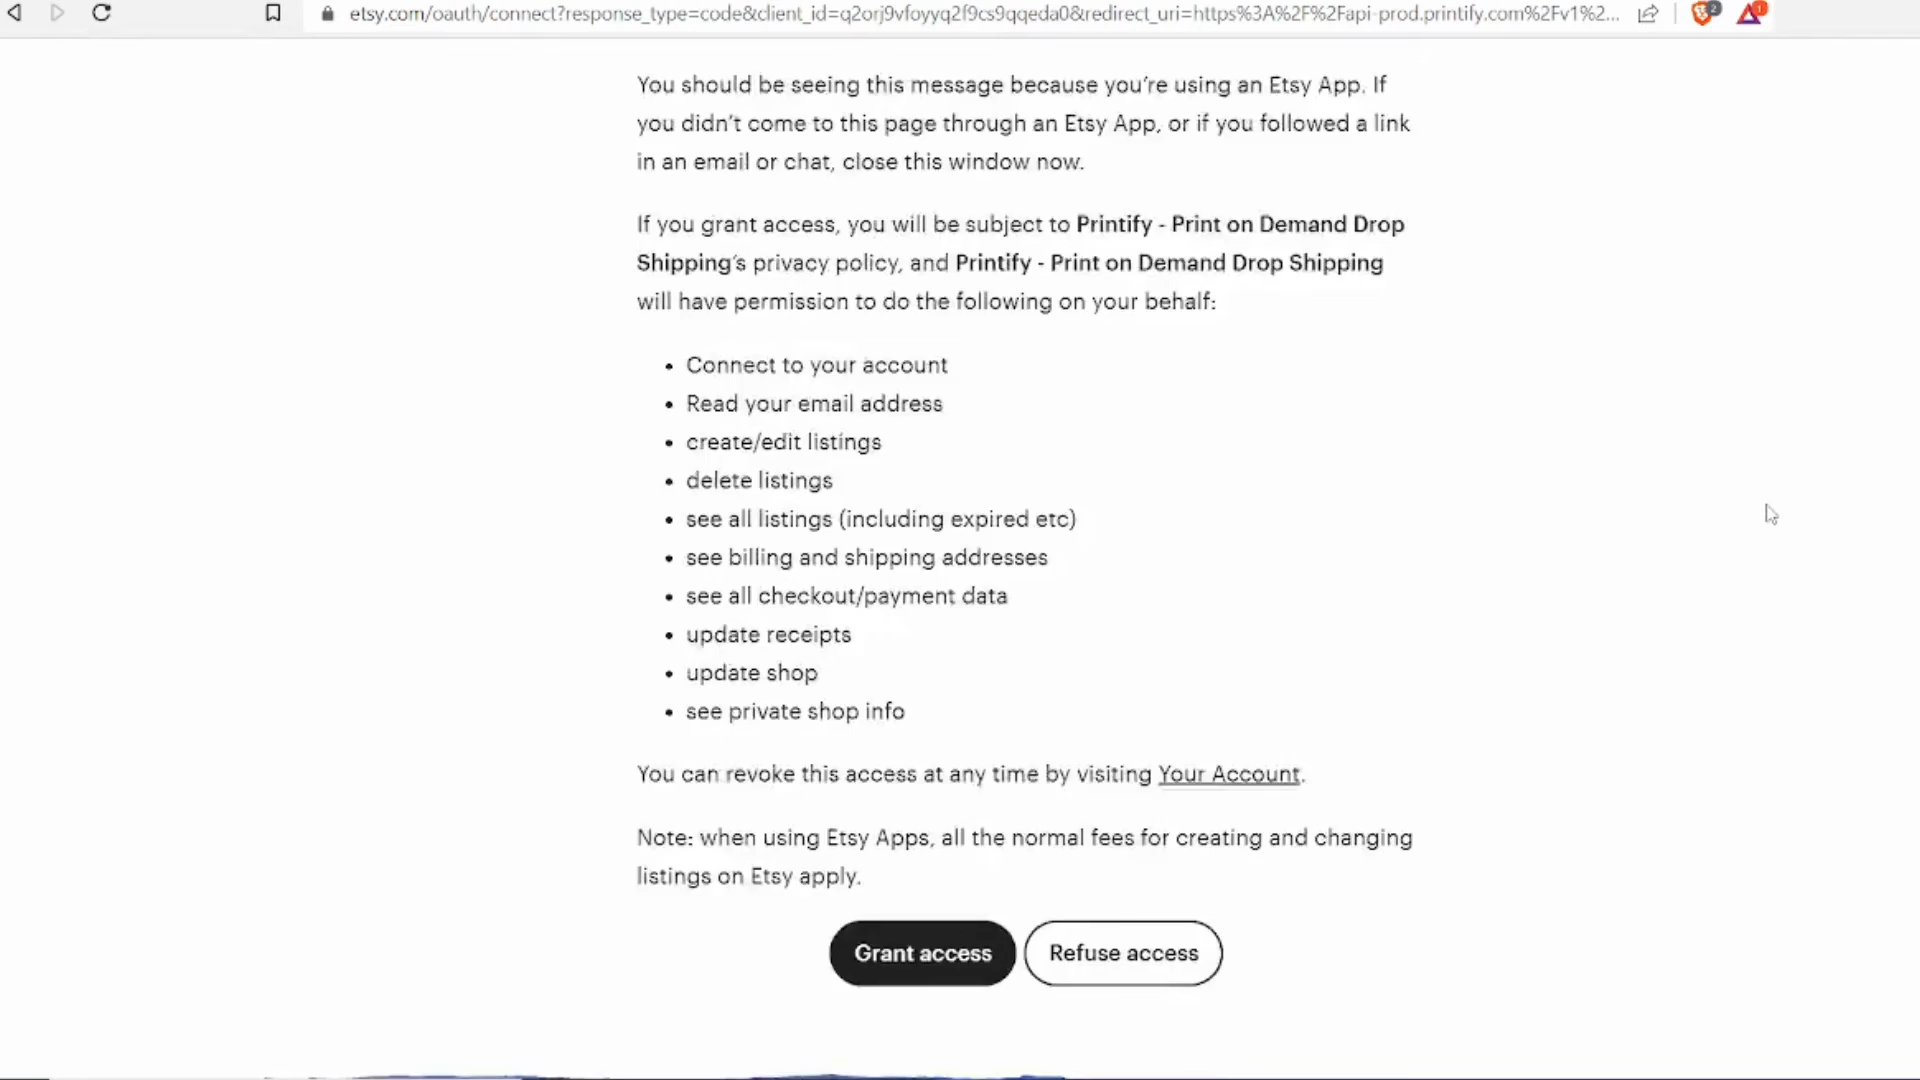 etsy.com/oauth/connect?response_type=code&client_id=q2orj9vfoyyq2f9cs9qqeda0&redirect_uri=https%3A%2F%2Fapi-prod.printify.com%2Fv1%2...
2
1
You should be seeing this message because you're using an Etsy App. If
you didn't come to this page through an Etsy App, or if you followed a link
in an email or chat, close this window now.
If you grant access, you will be subject to Printify - Print on Demand Drop
Shipping's privacy policy, and Printify - Print on Demand Drop Shipping
will have permission to do the following on your behalf:
• Connect to your account
• Read your email address
• create/edit listings
• delete listings
• see all listings (including expired etc)
• see billing and shipping addresses
• see all checkout/payment data
• update receipts
• update shop
• see private shop info
You can revoke this access at any time by visiting Your Account.
Note: when using Etsy Apps, all the normal fees for creating and changing
listings on Etsy apply.
Grant access
Refuse access